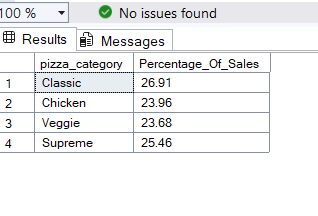 100 % No issues found
Results Messages
pizza_category Percentage_Of_Sales
1 Classic 26.91
2 Chicken 23.96
3 Veggie 23.68
4 Supreme 25.46